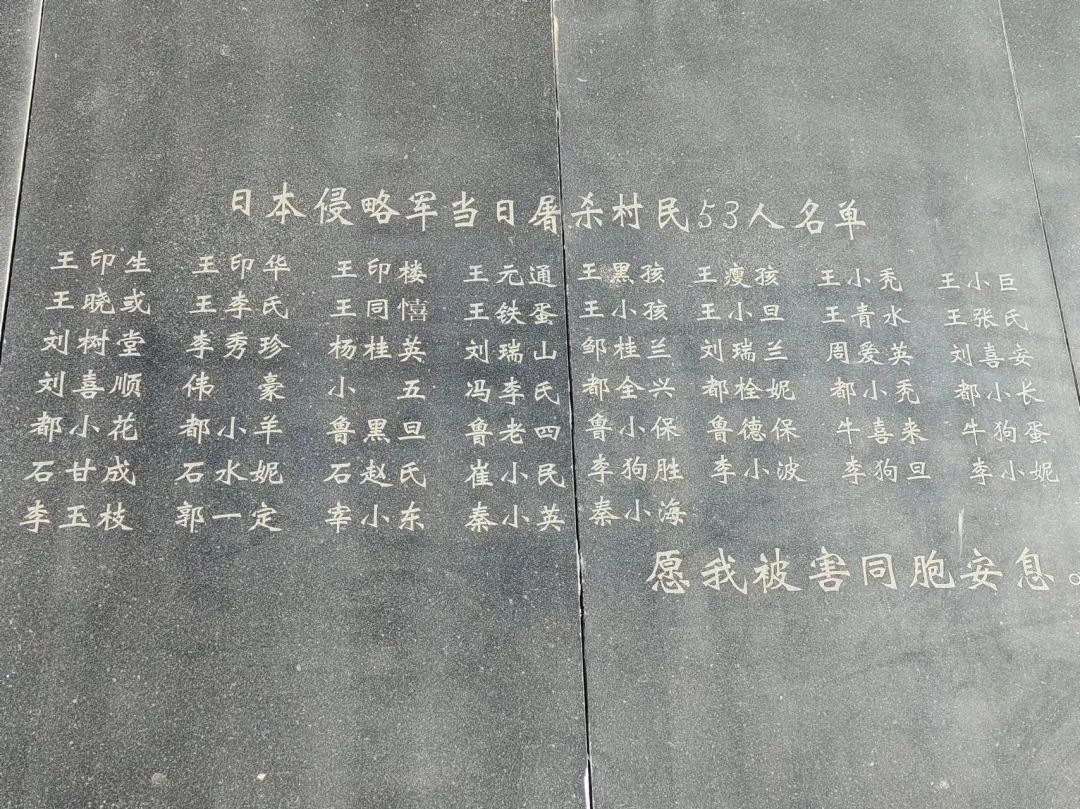 日本侵略军当日屠杀村民53人名单
王印生 王印华 王印楼 王元通 王黑孩 王瘦孩 王小秃 王小巨
王晓或 王李氏 王同憘 王铁蛋 王小孩 王小旦 王青水 王张氏
刘树堂 李秀珍 杨桂英 刘瑞山 邹桂兰 刘瑞兰 周爱英 刘喜安
刘喜顺 伟 豪 小 五 冯李氏 都全兴 都栓妮 都小秃 都小长
都小花 都小羊 鲁黑旦 鲁老四 鲁小保 鲁德保 牛喜来 牛狗蛋
石甘成 石水妮 石赵氏 崔小民 李狗胜 李小波 李狗旦 李小妮
李玉枝 郭一定 宰小东 秦小英 秦小海
愿我被害同胞安息。